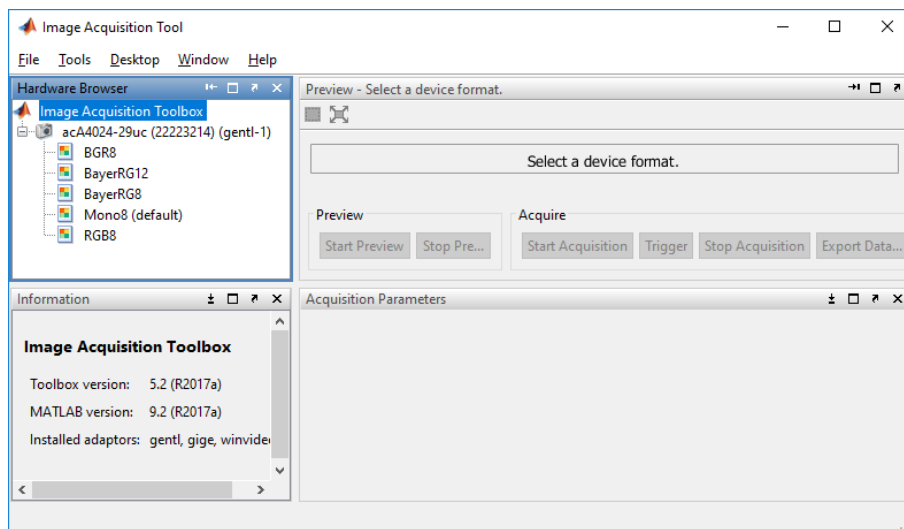 Image Acquisition Tool
File Tools Desktop Window Help
Hardware Browser
Image Acquisition Toolbox
acA4024-29uc (22223214) (gentl-1)
BGR8
BayerRG12
BayerRG8
Mono8 (default)
RGB8
Preview - Select a device format.
Select a device format.
Preview
Start Preview Stop Pre...
Acquire
Start Acquisition Trigger Stop Acquisition Export Data...
Information
Image Acquisition Toolbox
Toolbox version: 5.2 (R2017a)
MATLAB version: 9.2 (R2017a)
Installed adaptors: gentl, gige, winvide
Acquisition Parameters